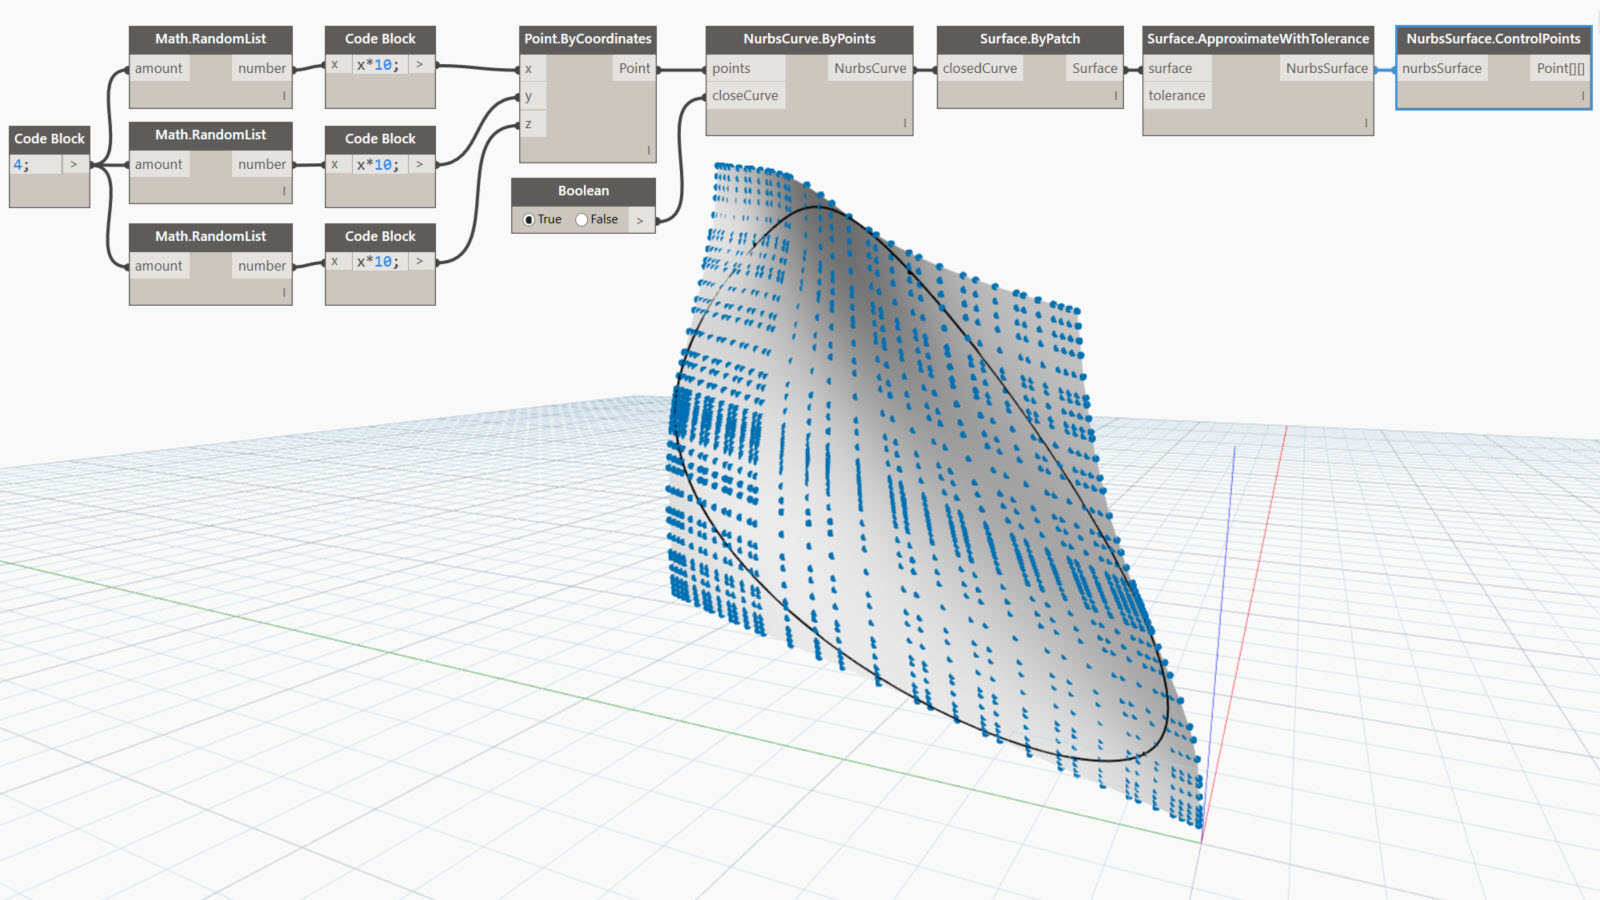 Code Block
4; >
Math.RandomList
amount number
l
Math.RandomList
amount number
l
Math.RandomList
amount number
l
Code Block
x x*10; >
Code Block
x x*10; >
Code Block
x x*10; >
Point.ByCoordinates
x Point
y
z
l
Boolean
True False >
NurbsCurve.ByPoints
points NurbsCurve
closeCurve
l
Surface.ByPatch
closedCurve Surface
l
Surface.ApproximateWithTolerance
surface NurbsSurface
tolerance
l
NurbsSurface.ControlPoints
nurbsSurface Point[][]
l